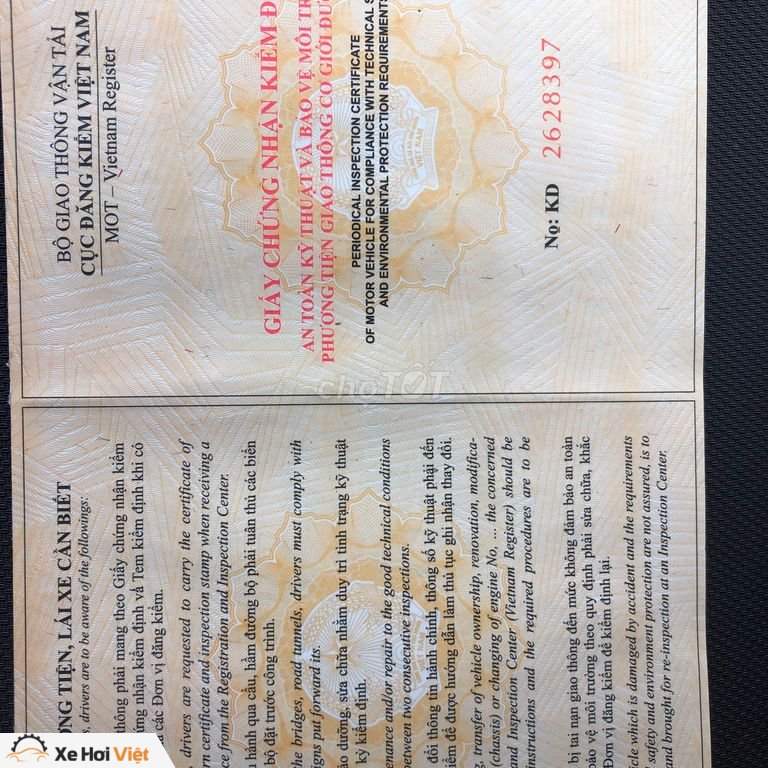 BỘ GIAO THÔNG VẬN TẢI
CỤC ĐĂNG KIỂM VIỆT NAM
MOT – Vietnam Register
GIẤY CHỨNG NHẬN KIỂM Đ
AN TOÀN KỸ THUẬT VÀ BẢO VỆ MÔI TR
PHƯƠNG TIỆN GIAO THÔNG CƠ GIỚI ĐƯỜ
PERIODICAL INSPECTION CERTIFICATE
OF MOTOR VEHICLE FOR COMPLIANCE WITH TECHNICAL S
AND ENVIRONMENTAL PROTECTION REQUIREMENTS
Nọ: KD 2628397
ƠNG TIỆN, LÁI XE CẦN BIẾT
s, drivers are to be aware of the followings:
thông phải mang theo Giấy chứng nhận kiểm
ứng nhận kiểm định và Tem kiểm định khi có
a các Đơn vị đăng kiểm.
drivers are requested to carry the certificate of
rn certificate and inspection stamp when receiving a
ce from the Registration and Inspection Center.
hành qua cầu, hầm đường bộ phải tuân thủ các biển
bộ đặt trước công trình.
he bridges, road tunnels, drivers must comply with
igns put forward its.
ảo dưỡng, sửa chữa nhằm duy trì tình trạng kỹ thuật
kỳ kiểm định.
enance and/or repair to the good technical conditions
between two consecutive inspections.
đổi thông tin hành chính, thông số kỹ thuật phải đến
iểm để được hướng dẫn làm thủ tục ghi nhận thay đổi.
g, transfer of vehicle ownership, renovation, modifica-
(chassis) or changing of engine No, ... the concerned
and Inspection Center (Vietnam Register) should be
instructions and the required procedures are to be
bị tai nạn giao thông đến mức không đảm bảo an toàn
bảo vệ môi trường theo quy định phải sửa chữa, khắc
Đơn vị đăng kiểm để kiểm định lại.
icle which is damaged by accident and the requirements
safety and environment protection are not assured, is to
and brought for re-inspection at an Inspection Center.
VIỆT NAM
choTỐT
Xe Hơi Việt